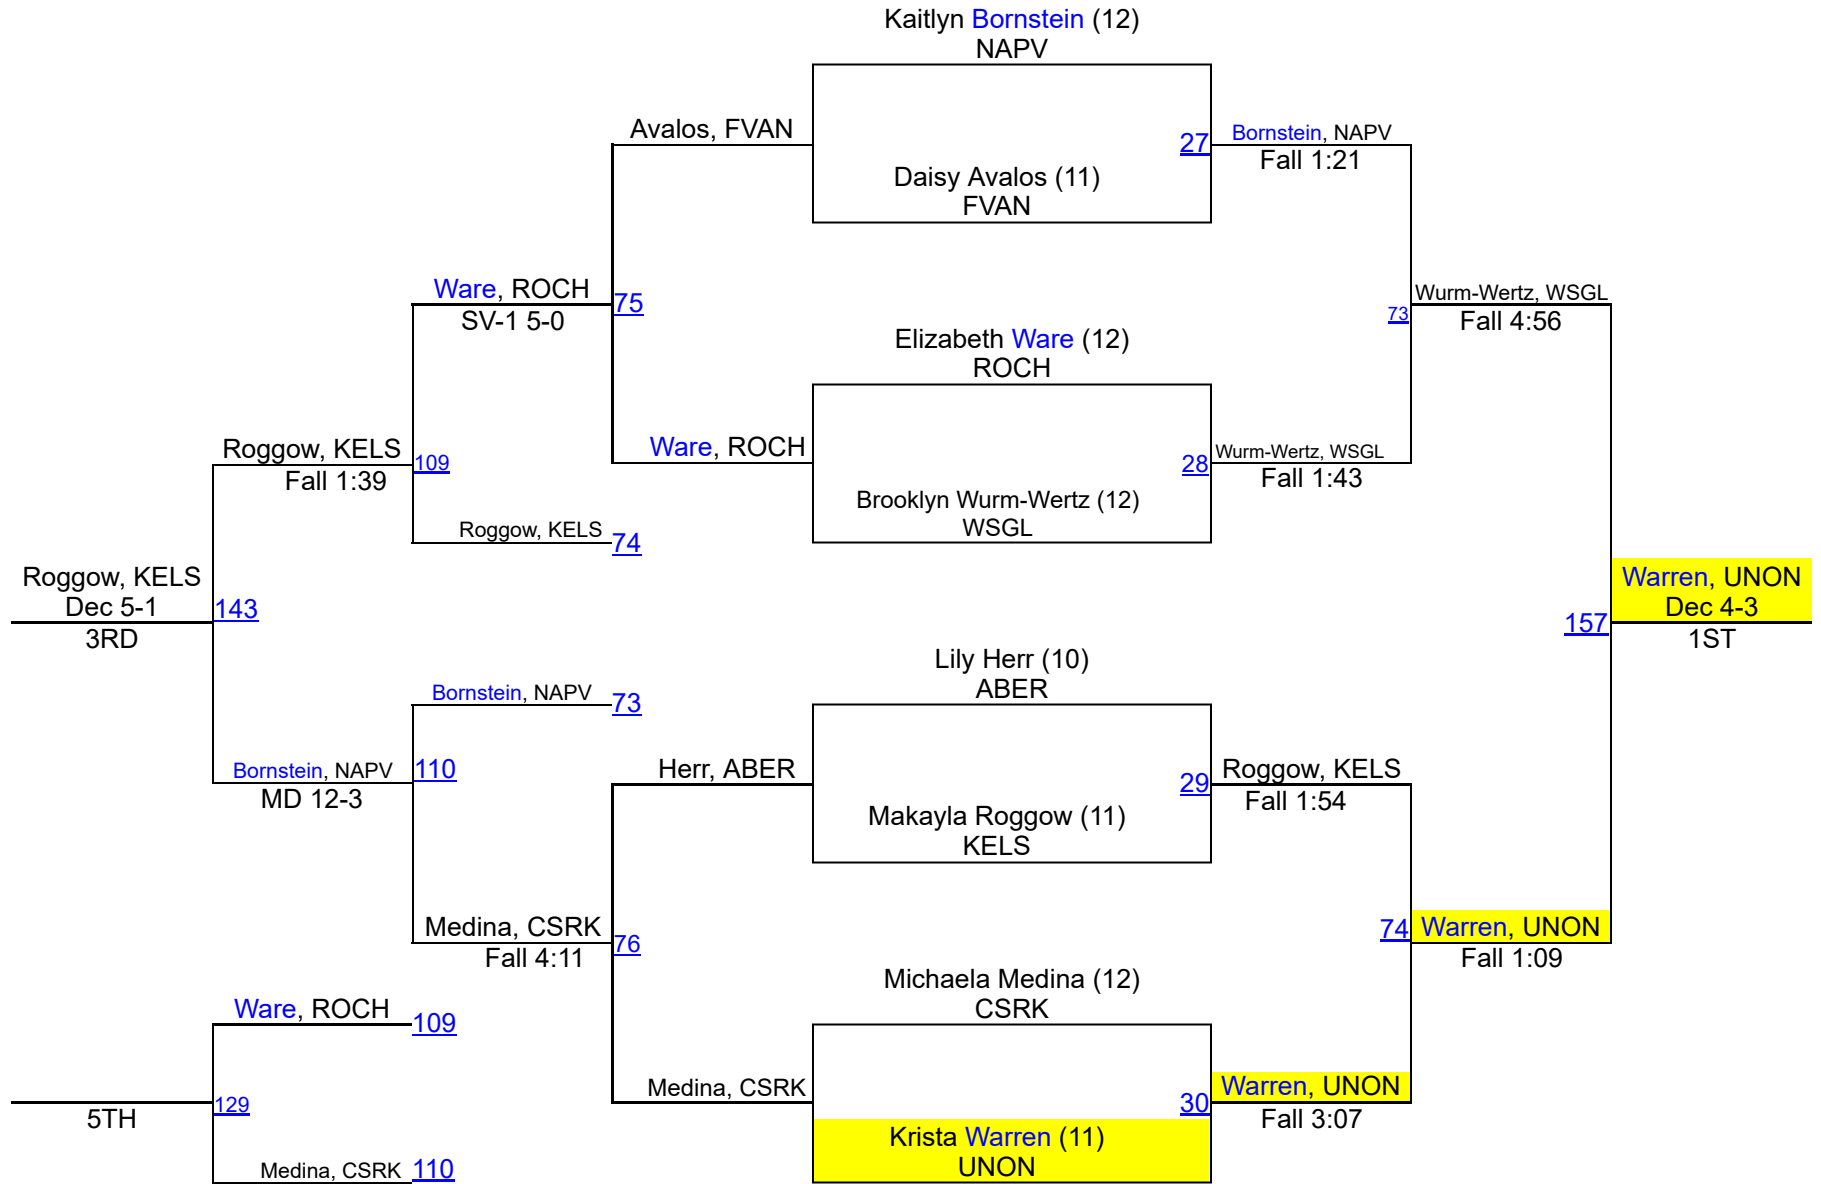 Kaitlyn Bornstein (12)
NAPV
Avalos, FVAN
27
Bornstein, NAPV
Fall 1:21
Daisy Avalos (11)
FVAN
Ware, ROCH
SV-1 5-0
75
73
Wurm-Wertz, WSGL
Fall 4:56
Elizabeth Ware (12)
ROCH
Roggow, KELS
Fall 1:39
109
Ware, ROCH
28
Wurm-Wertz, WSGL
Fall 1:43
Brooklyn Wurm-Wertz (12)
WSGL
Roggow, KELS
74
Roggow, KELS
Dec 5-1
3RD
143
157
Warren, UNON
Dec 4-3
1ST
Lily Herr (10)
ABER
Bornstein, NAPV
73
Bornstein, NAPV
MD 12-3
110
Herr, ABER
29
Roggow, KELS
Fall 1:54
Makayla Roggow (11)
KELS
Medina, CSRK
Fall 4:11
76
74
Warren, UNON
Fall 1:09
Michaela Medina (12)
CSRK
Ware, ROCH
109
Medina, CSRK
30
Warren, UNON
Fall 3:07
5TH
129
Krista Warren (11)
UNON
Medina, CSRK
110